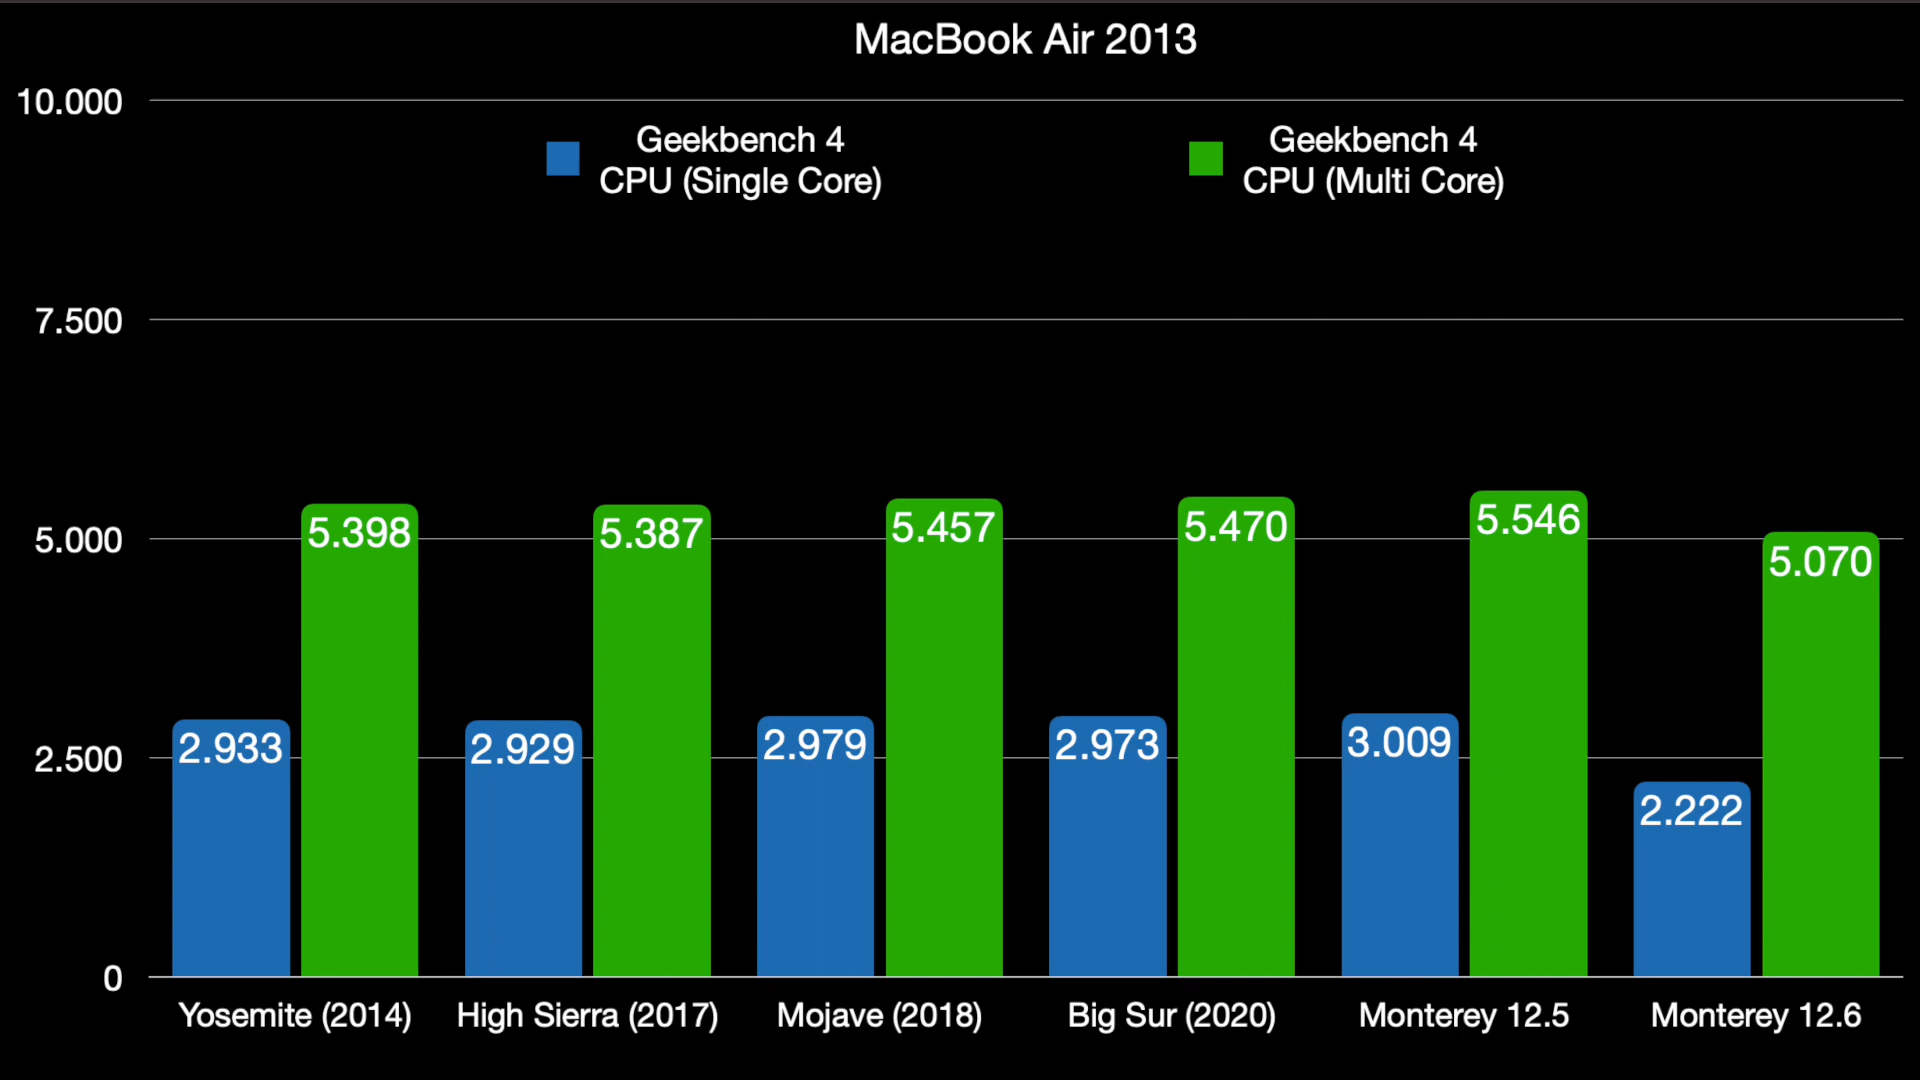 MacBook Air 2013
10.000
Geekbench 4
CPU (Single Core)
Geekbench 4
CPU (Multi Core)
7.500
5.000
2.500
0
2.933
5.398
2.929
5.387
2.979
5.457
2.973
5.470
3.009
5.546
2.222
5.070
Yosemite (2014)
High Sierra (2017)
Mojave (2018)
Big Sur (2020)
Monterey 12.5
Monterey 12.6